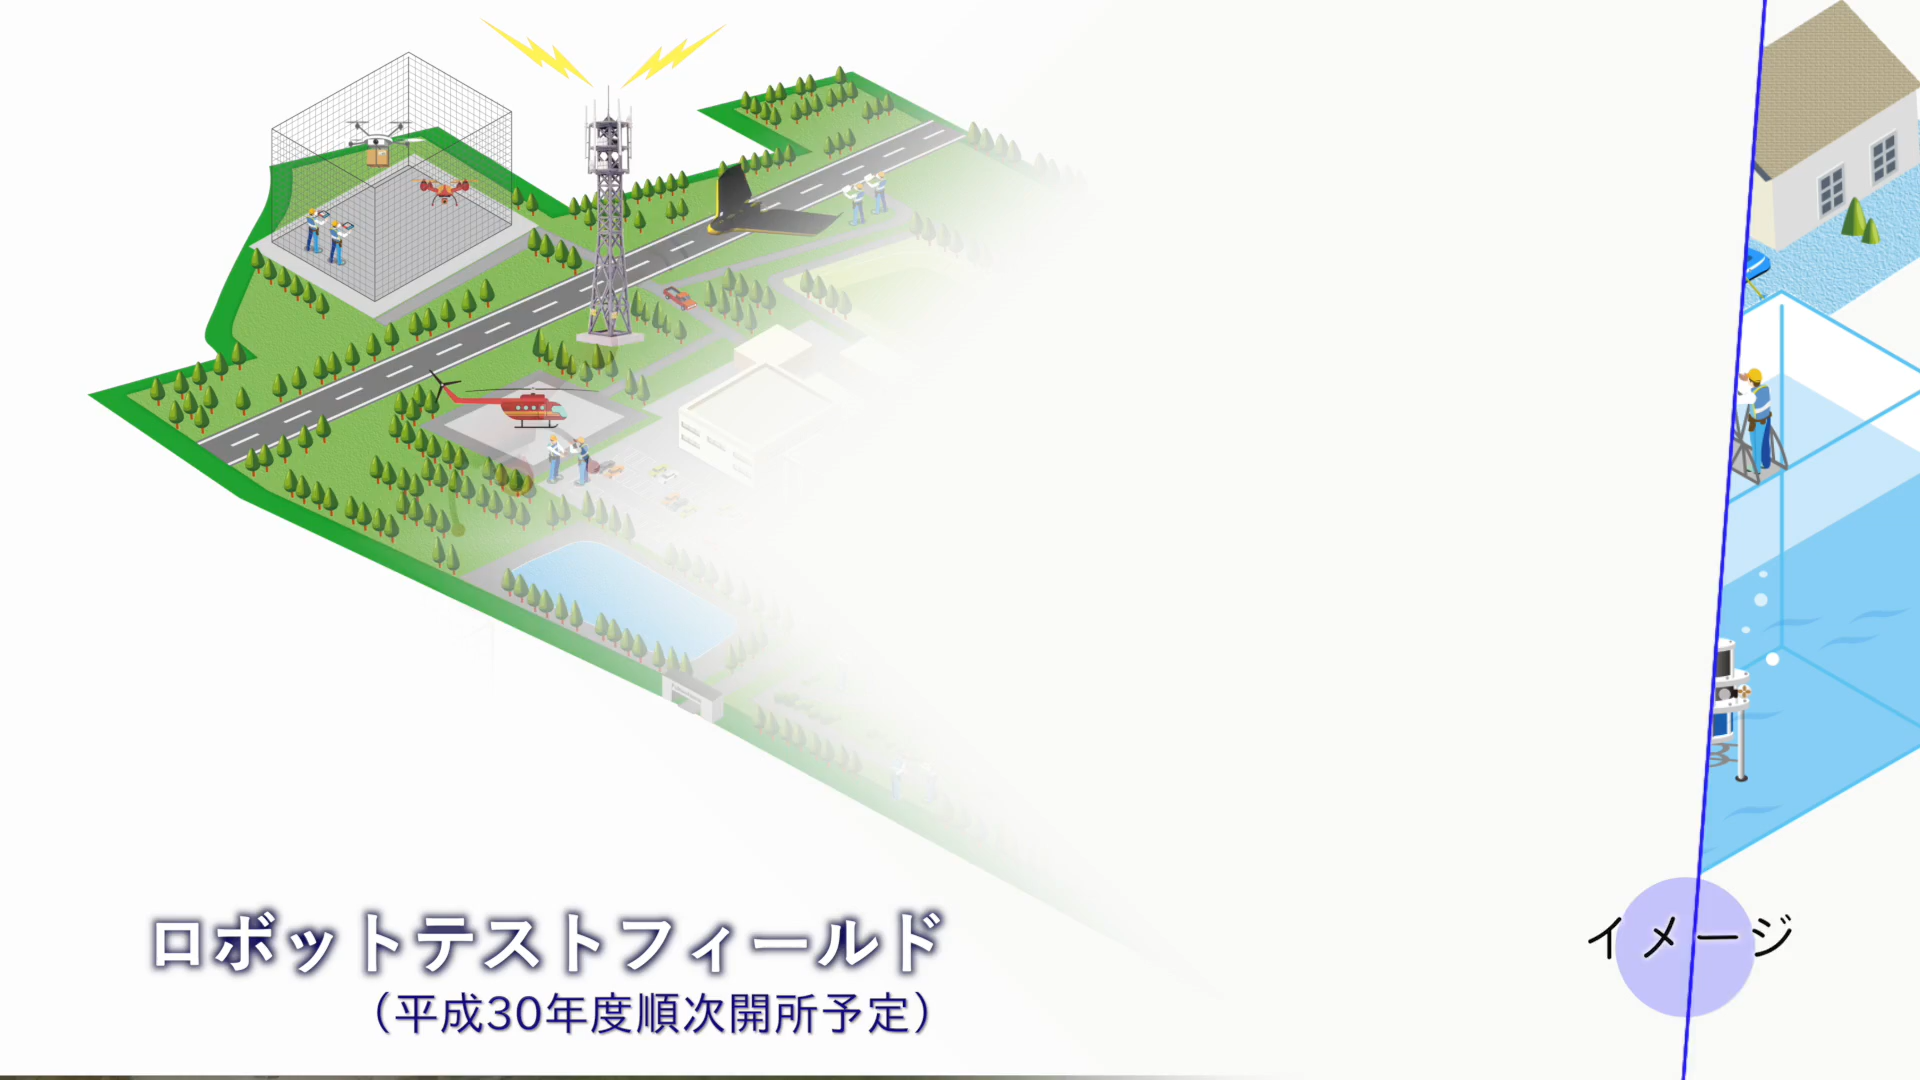 ロボットテストフィールド
（平成30年度順次開所予定）
イメージ